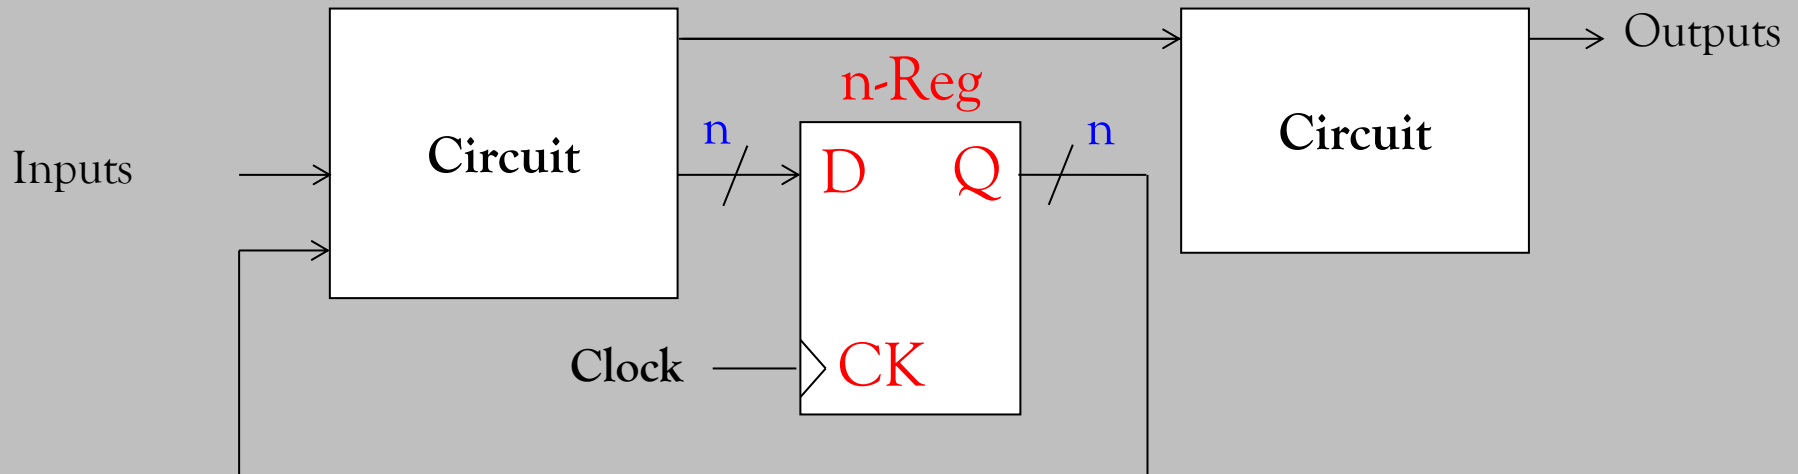 Outputs
n-Reg
n
n
Circuit
Circuit
Inputs
D
Q
Clock
CK